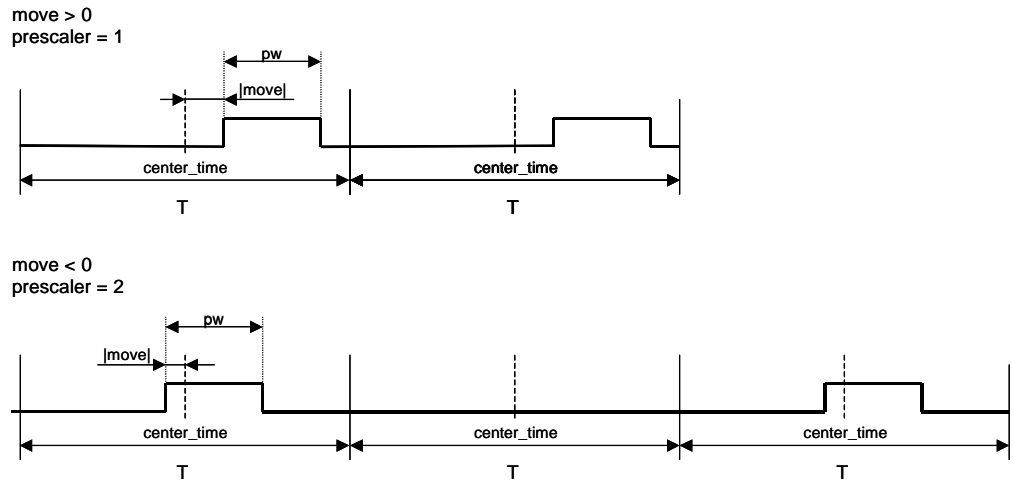 move > 0
prescaler = 1
pw
|move|
center_time center_time
T T
move < 0
prescaler = 2
pw
|move|
center_time center_time center_time
T T T